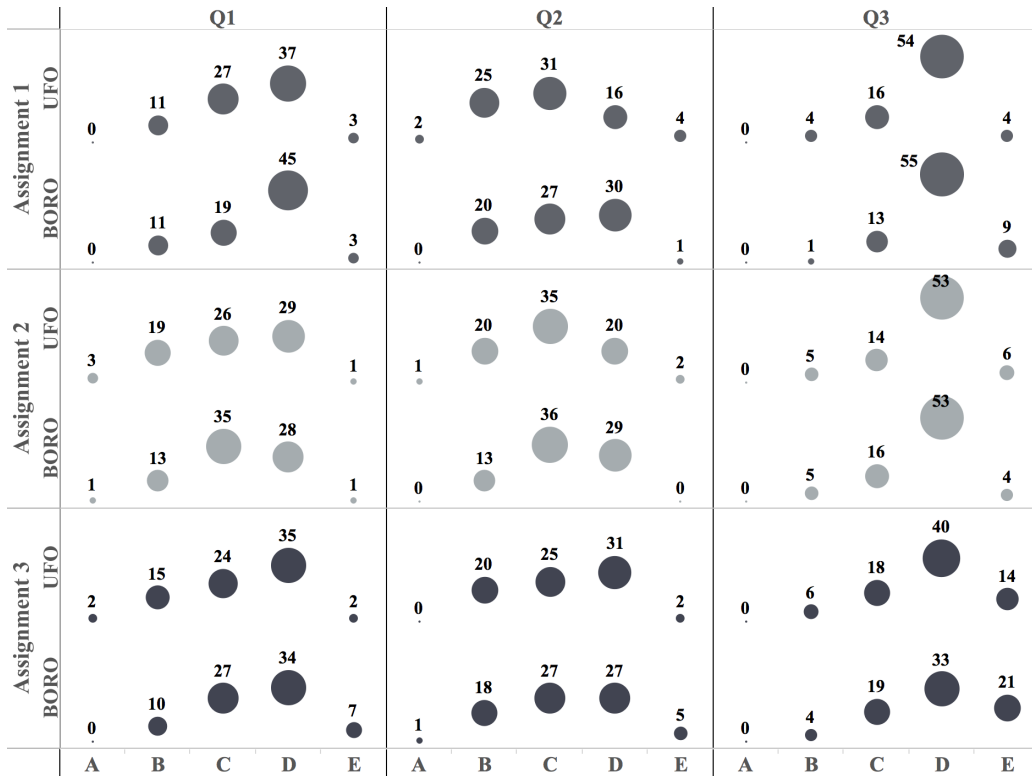 Q1 Q2 Q3
Assignment 1
UFO
0 11 27 37 3
2 25 31 16 4
0 4 16 54 4
BORO
0 11 19 45 3
0 20 27 30 1
0 1 13 55 9
Assignment 2
UFO
3 19 26 29 1
1 20 35 20 2
0 5 14 53 6
BORO
1 13 35 28 1
0 13 36 29 0
0 5 16 53 4
Assignment 3
UFO
2 15 24 35 2
0 20 25 31 2
0 6 18 40 14
BORO
0 10 27 34 7
1 18 27 27 5
0 4 19 33 21
A B C D E A B C D E A B C D E